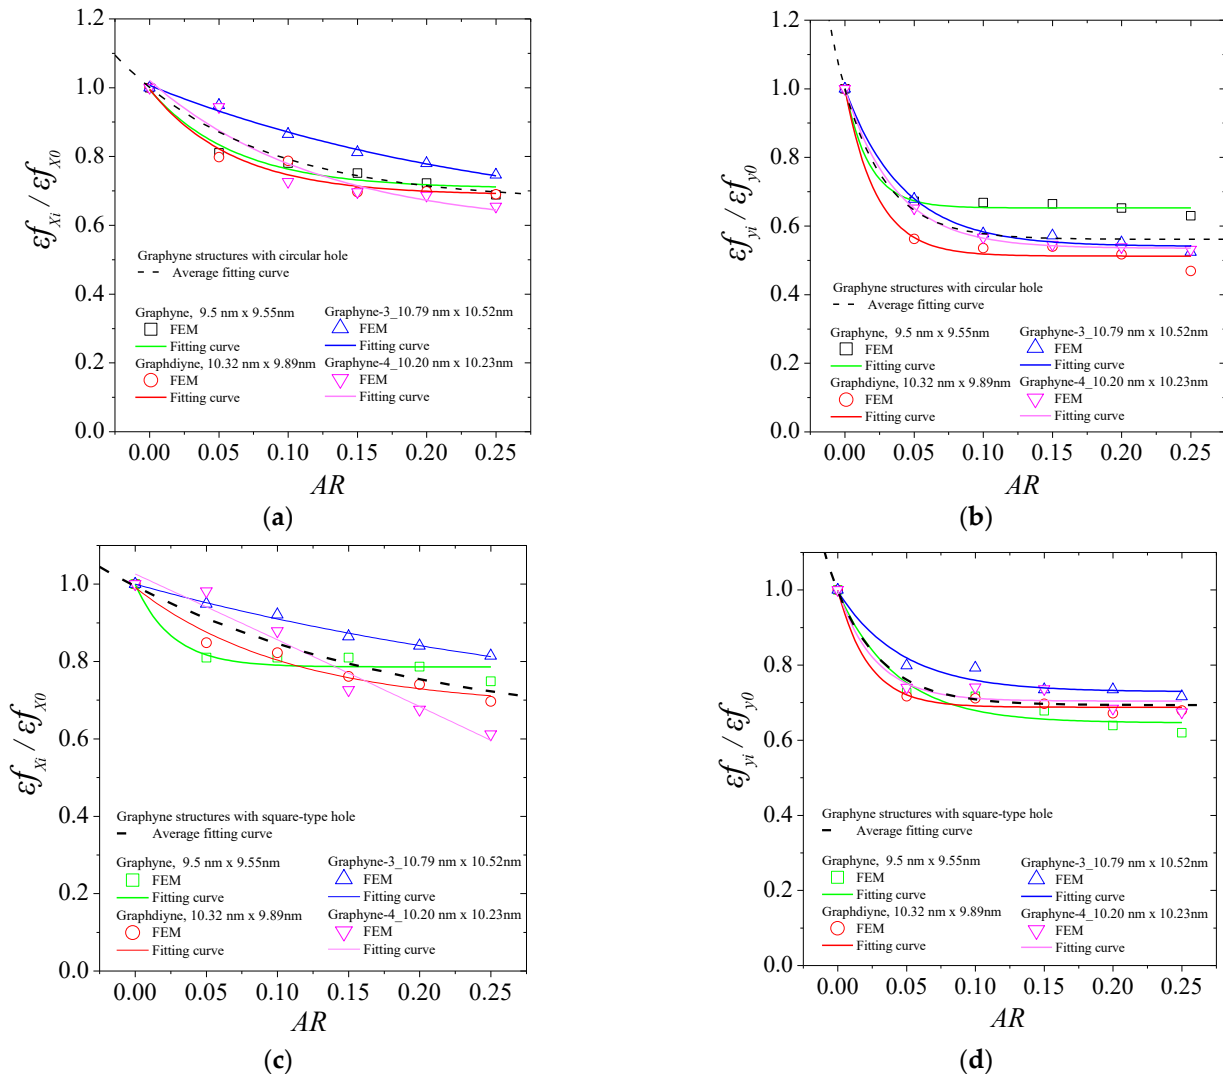 1.2
1.0
0.8
0.6
0.4
0.2
0.0
εf_Xi / εf_X0
Graphyne structures with circular hole
Average fitting curve
Graphyne, 9.5 nm x 9.55nm
FEM
Fitting curve
Graphdiyne, 10.32 nm x 9.89nm
FEM
Fitting curve
Graphyne-3_10.79 nm x 10.52nm
FEM
Fitting curve
Graphyne-4_10.20 nm x 10.23nm
FEM
Fitting curve
0.00 0.05 0.10 0.15 0.20 0.25
AR
(a)
1.2
1.0
0.8
0.6
0.4
0.2
0.0
εf_yi / εf_y0
Graphyne structures with circular hole
Average fitting curve
Graphyne, 9.5 nm x 9.55nm
FEM
Fitting curve
Graphdiyne, 10.32 nm x 9.89nm
FEM
Fitting curve
Graphyne-3_10.79 nm x 10.52nm
FEM
Fitting curve
Graphyne-4_10.20 nm x 10.23nm
FEM
Fitting curve
0.00 0.05 0.10 0.15 0.20 0.25
AR
(b)
1.0
0.8
0.6
0.4
0.2
0.0
εf_Xi / εf_X0
Graphyne structures with square-type hole
Average fitting curve
Graphyne, 9.5 nm x 9.55nm
FEM
Fitting curve
Graphdiyne, 10.32 nm x 9.89nm
FEM
Fitting curve
Graphyne-3_10.79 nm x 10.52nm
FEM
Fitting curve
Graphyne-4_10.20 nm x 10.23nm
FEM
Fitting curve
0.00 0.05 0.10 0.15 0.20 0.25
AR
(c)
1.0
0.8
0.6
0.4
0.2
0.0
εf_yi / εf_y0
Graphyne structures with square-type hole
Average fitting curve
Graphyne, 9.5 nm x 9.55nm
FEM
Fitting curve
Graphdiyne, 10.32 nm x 9.89nm
FEM
Fitting curve
Graphyne-3_10.79 nm x 10.52nm
FEM
Fitting curve
Graphyne-4_10.20 nm x 10.23nm
FEM
Fitting curve
0.00 0.05 0.10 0.15 0.20 0.25
AR
(d)